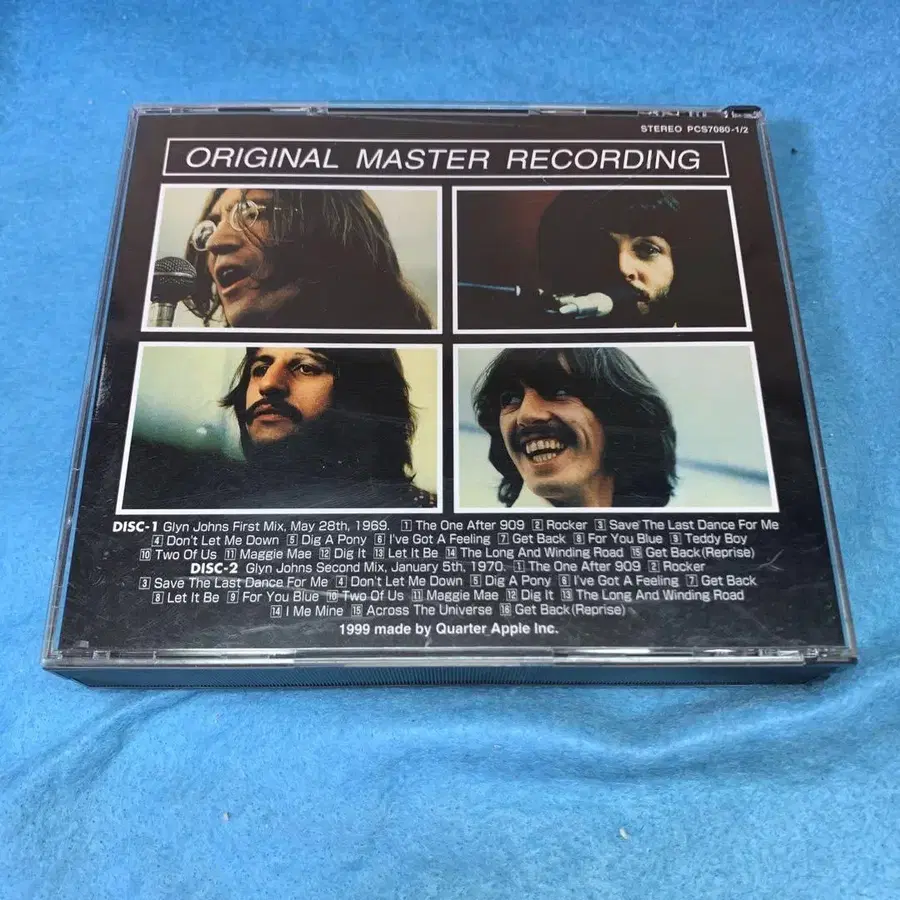 STEREO PCS7080-1/2
ORIGINAL MASTER RECORDING
DISC-1 Glyn Johns First Mix, May 28th, 1969. 1 The One After 909 2 Rocker 3 Save The Last Dance For Me
4 Don't Let Me Down 5 Dig A Pony 6 I've Got A Feeling 7 Get Back 8 For You Blue 9 Teddy Boy
10 Two Of Us 11 Maggie Mae 12 Dig It 13 Let It Be 14 The Long And Winding Road 15 Get Back (Reprise)
DISC-2 Glyn Johns Second Mix, January 5th, 1970. 1 The One After 909 2 Rocker
3 Save The Last Dance For Me 4 Don't Let Me Down 5 Dig A Pony 6 I've Got A Feeling 7 Get Back
8 Let It Be 9 For You Blue 10 Two Of Us 11 Maggie Mae 12 Dig It 13 The Long And Winding Road
14 I Me Mine 15 Across The Universe 16 Get Back (Reprise)
1999 made by Quarter Apple Inc.